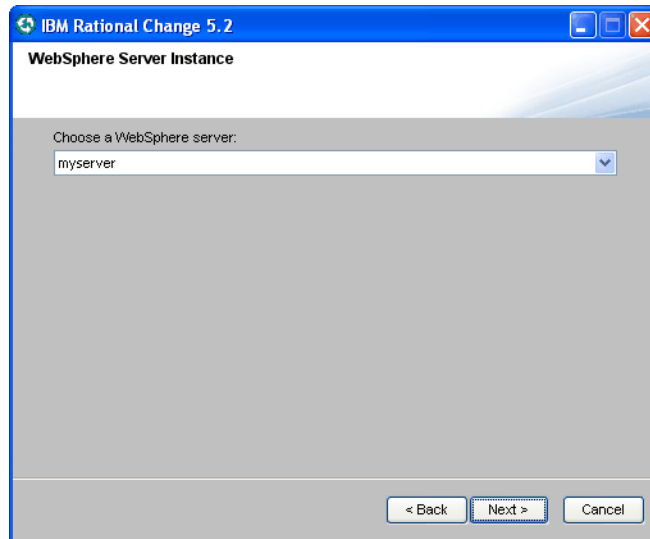 IBM Rational Change 5.2
WebSphere Server Instance
Choose a WebSphere server:
myserver
< Back Next > Cancel